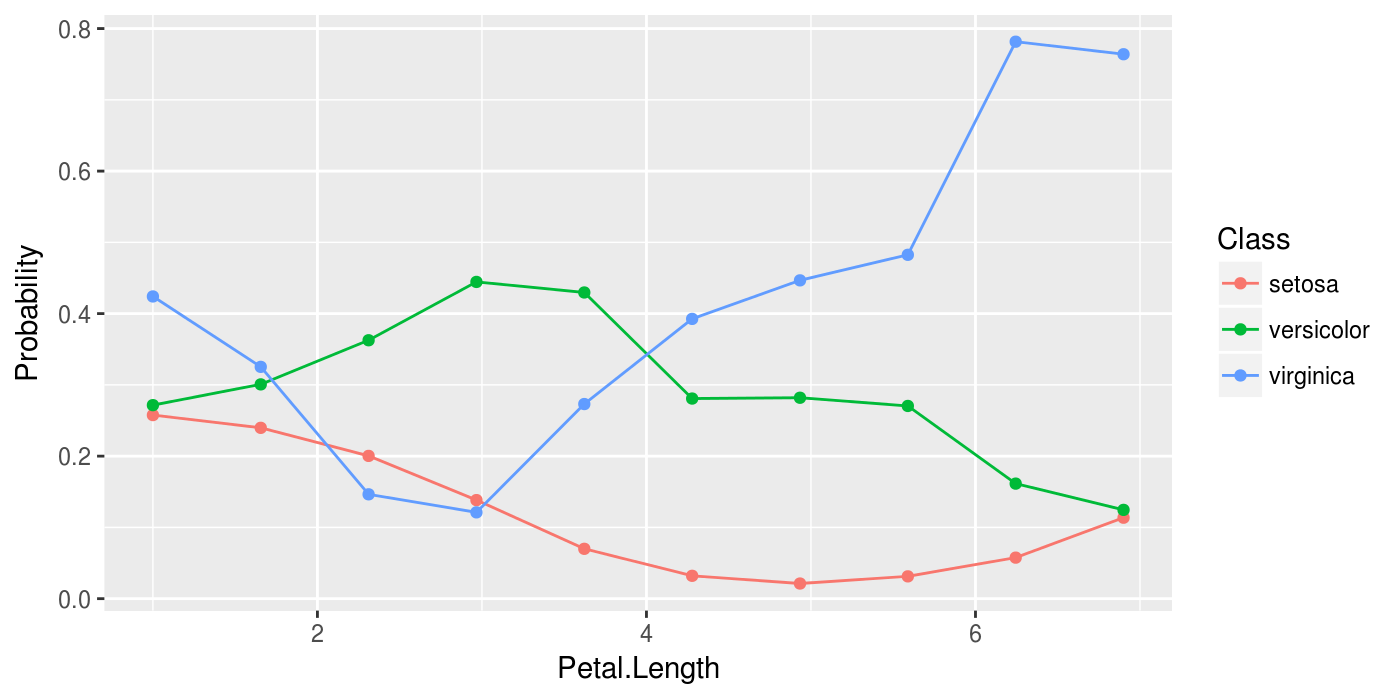 Probability
0.8
0.6
0.4
0.2
0.0
2 4 6
Petal.Length
Class
setosa
versicolor
virginica